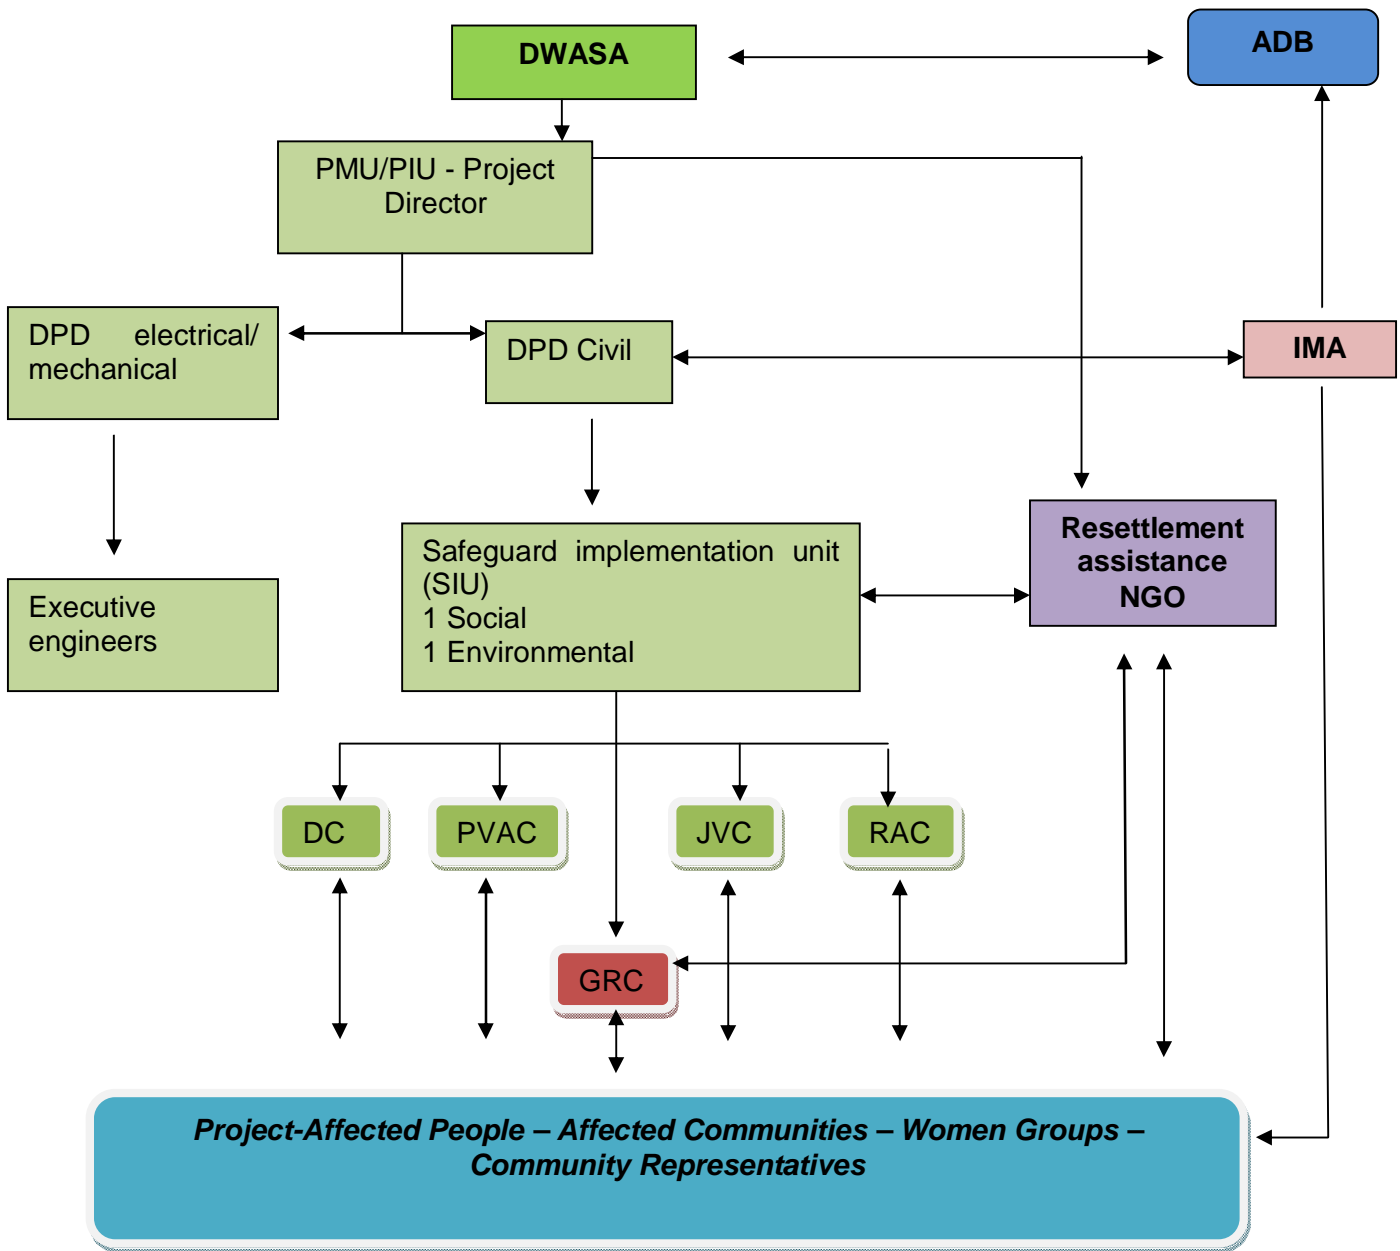 DWASA
ADB
PMU/PIU - Project
Director
DPD electrical/
mechanical
DPD Civil
IMA
Safeguard implementation unit
(SIU)
1 Social
1 Environmental
Resettlement
assistance
NGO
Executive
engineers
DC
PVAC
JVC
RAC
GRC
Project-Affected People – Affected Communities – Women Groups –
Community Representatives